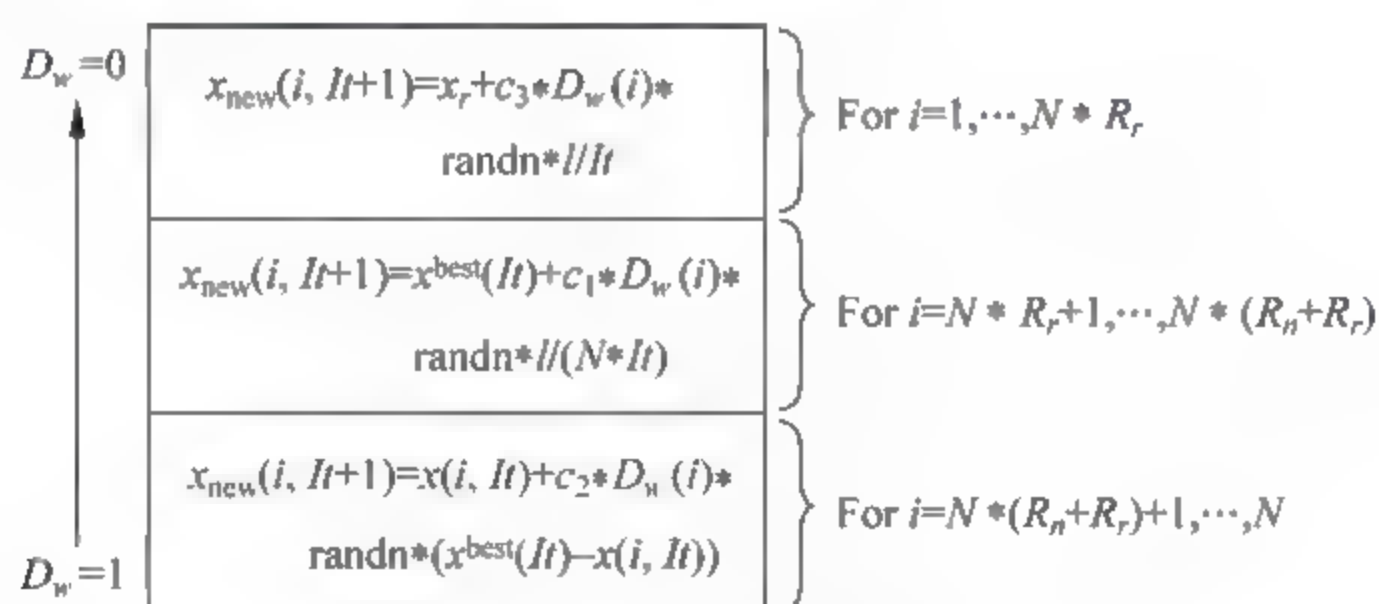 D_w=0
x_new(i, It+1)=x_r+c_3*D_w(i)*
randn*l/It
For i=1,···,N * R_r
x_new(i, It+1)=x^best(It)+c_1*D_w(i)*
randn*l/(N*It)
For i=N * R_r+1,···,N * (R_n+R_r)
x_new(i, It+1)=x(i, It)+c_2*D_w(i)*
randn*(x^best(It)–x(i, It))
For i=N *(R_n+R_r)+1,···,N
D_w=1